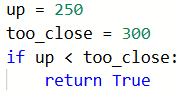 up = 250
too_close = 300
if up < too_close:
    return True